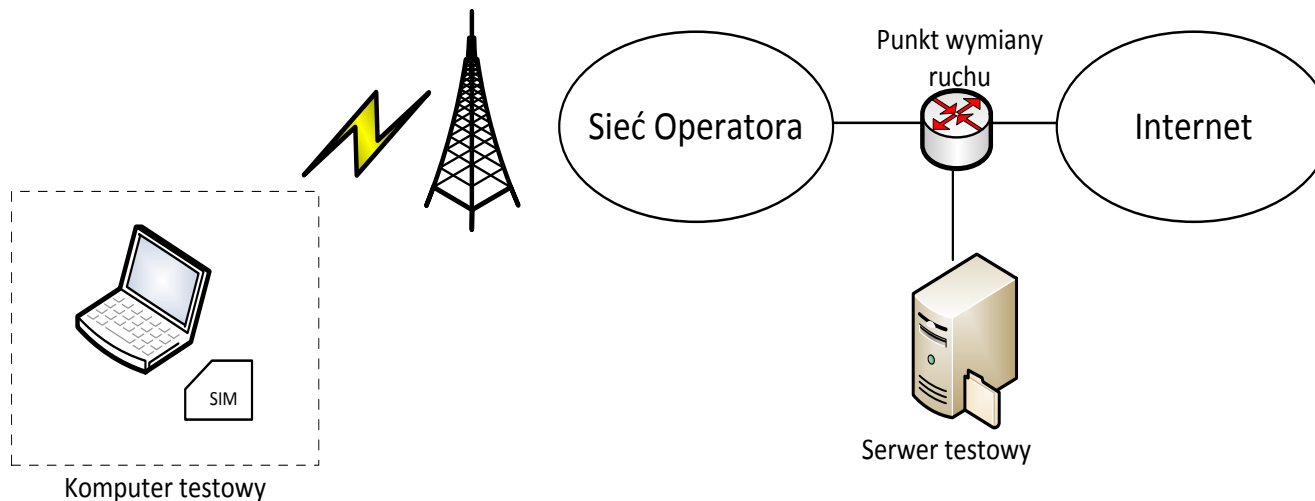 Punkt wymiany
ruchu
Sieć Operatora
Internet
SIM
Serwer testowy
Komputer testowy